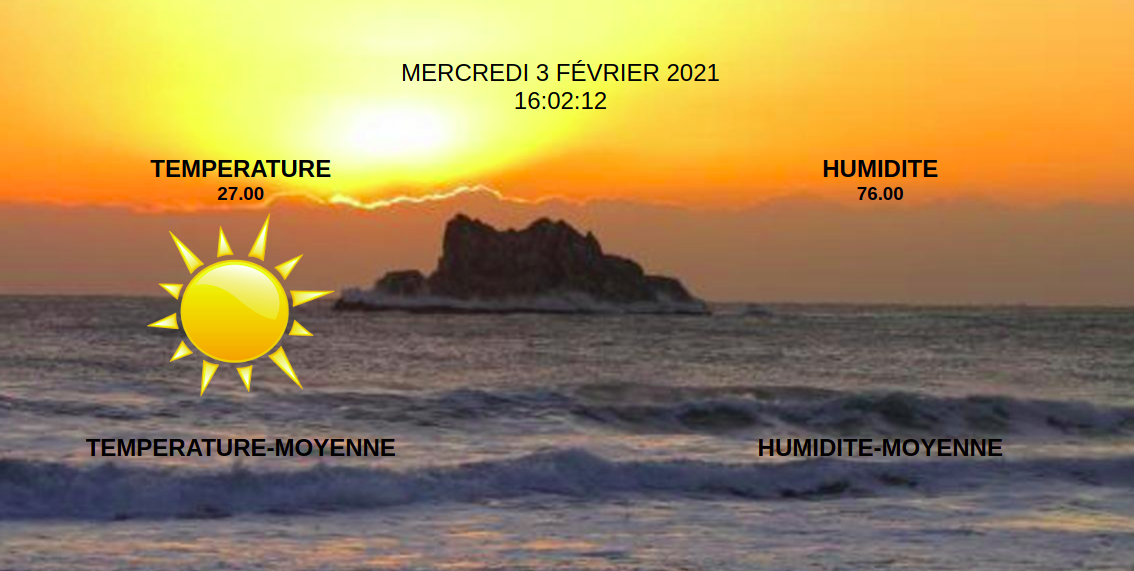 MERCREDI 3 FÉVRIER 2021
16:02:12
TEMPERATURE
27.00
HUMIDITE
76.00
TEMPERATURE-MOYENNE
HUMIDITE-MOYENNE